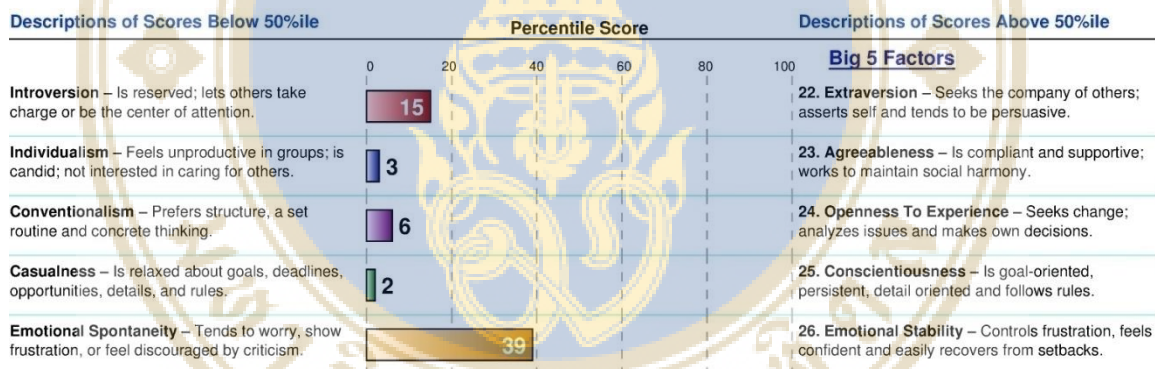 Descriptions of Scores Below 50%ile
Percentile Score
Descriptions of Scores Above 50%ile
0 20 40 60 80 100
Big 5 Factors
Introversion – Is reserved; lets others take
charge or be the center of attention.
15
22. Extraversion – Seeks the company of others;
asserts self and tends to be persuasive.
Individualism – Feels unproductive in groups; is
candid; not interested in caring for others.
3
23. Agreeableness – Is compliant and supportive;
works to maintain social harmony.
Conventionalism – Prefers structure, a set
routine and concrete thinking.
6
24. Openness To Experience – Seeks change;
analyzes issues and makes own decisions.
Casualness – Is relaxed about goals, deadlines,
opportunities, details, and rules.
2
25. Conscientiousness – Is goal-oriented,
persistent, detail oriented and follows rules.
Emotional Spontaneity – Tends to worry, show
frustration, or feel discouraged by criticism.
39
26. Emotional Stability – Controls frustration, feels
confident and easily recovers from setbacks.